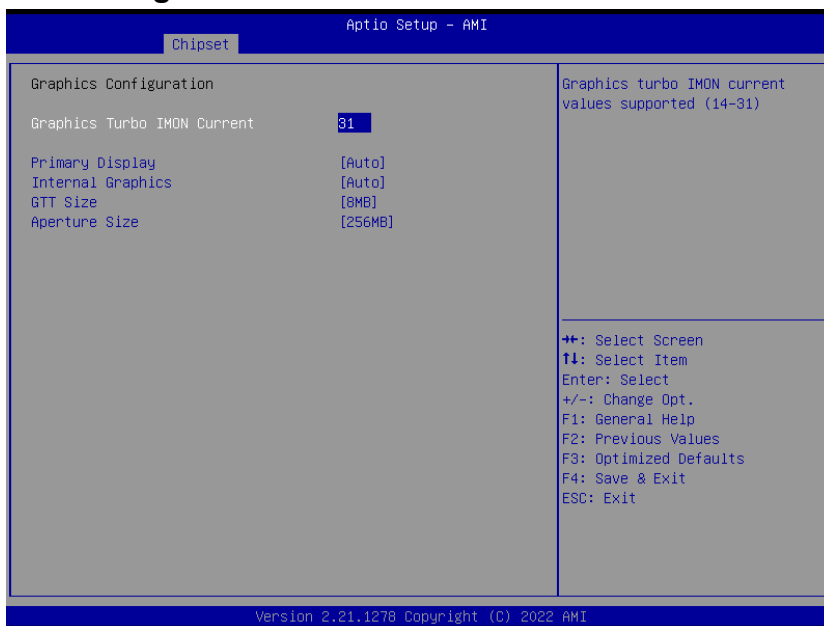 Aptio Setup – AMI
Chipset
Graphics Configuration
Graphics Turbo IMON Current 31
Primary Display [Auto]
Internal Graphics [Auto]
GTT Size [8MB]
Aperture Size [256MB]
Graphics turbo IMON current
values supported (14-31)
→←: Select Screen
↑↓: Select Item
Enter: Select
+/-: Change Opt.
F1: General Help
F2: Previous Values
F3: Optimized Defaults
F4: Save & Exit
ESC: Exit
Version 2.21.1278 Copyright (C) 2022 AMI